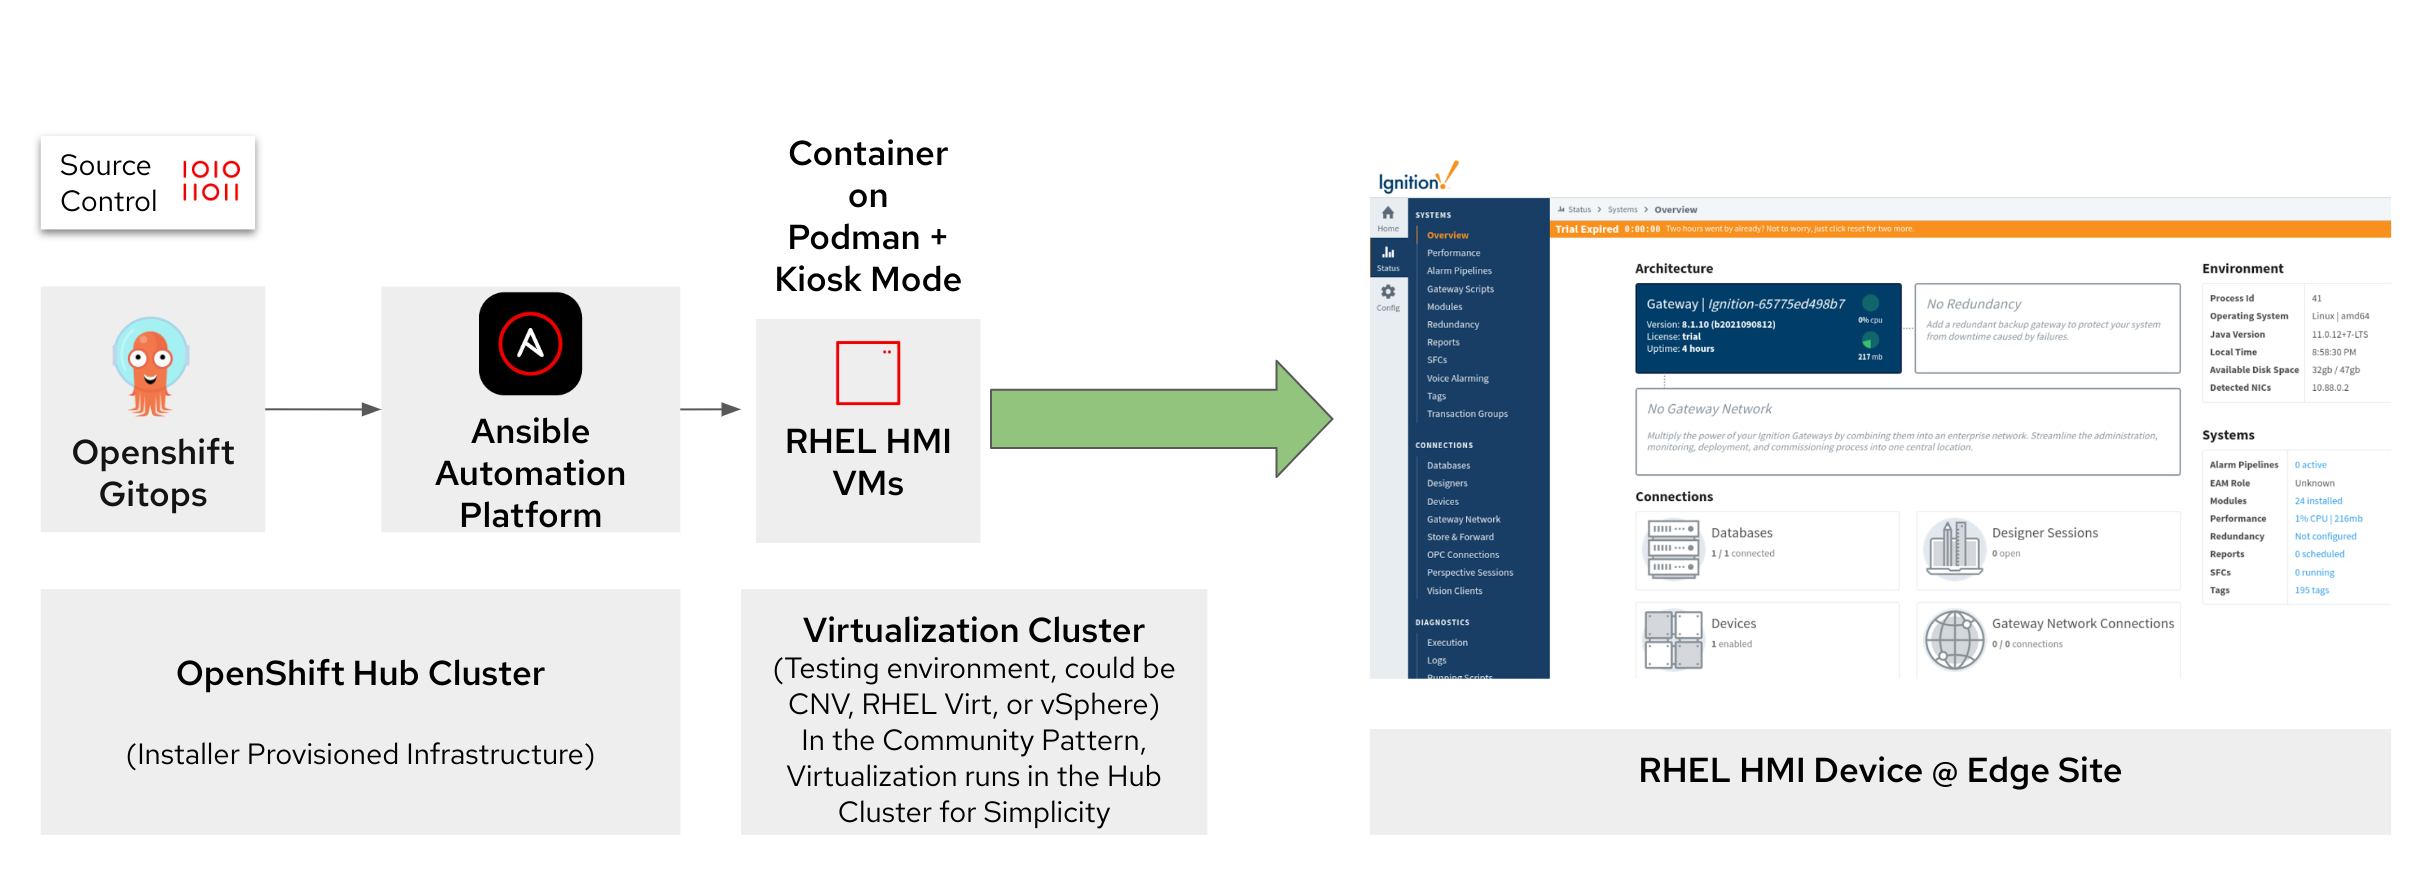 Source
Control
1010
11011
Openshift
Gitops
Ansible
Automation
Platform
Container
on
Podman +
Kiosk Mode
RHEL HMI
VMs
OpenShift Hub Cluster
(Installer Provisioned Infrastructure)
Virtualization Cluster
(Testing environment, could be
CNV, RHEL Virt, or vSphere)
In the Community Pattern,
Virtualization runs in the Hub
Cluster for Simplicity
Ignition!
Home
Status
Config
SYSTEMS
Overview
Performance
Alarm Pipelines
Gateway Scripts
Modules
Redundancy
Reports
SFCs
Voice Alarming
Tags
Transaction Groups
CONNECTIONS
Databases
Designers
Devices
Gateway Network
Store & Forward
OPC Connections
Perspective Sessions
Vision Clients
DIAGNOSTICS
Execution
Logs
Running Scripts
Status > Systems > Overview
Trial Expired 0:00:00 Two hours went by already? Not to worry, just click reset for two more.
Architecture
Gateway | Ignition-65775ed498b7
Version: 8.1.10 (b2021090812)
License: trial
Uptime: 4 hours
0% cpu
217 mb
No Redundancy
Add a redundant backup gateway to protect your system
from downtime caused by failures.
No Gateway Network
Multiply the power of your Ignition Gateways by combining them into an enterprise network. Streamline the administration,
monitoring, deployment, and commissioning process into one central location.
Connections
Databases
1 / 1 connected
Designer Sessions
0 open
Devices
1 enabled
Gateway Network Connections
0 / 0 connections
Environment
Process Id 41
Operating System Linux | amd64
Java Version 11.0.12+7-LTS
Local Time 8:58:30 PM
Available Disk Space 32gb / 47gb
Detected NICs 10.88.0.2
Systems
Alarm Pipelines 0 active
EAM Role Unknown
Modules 24 installed
Performance 1% CPU | 216mb
Redundancy Not configured
Reports 0 scheduled
SFCs 0 running
Tags 195 tags
RHEL HMI Device @ Edge Site